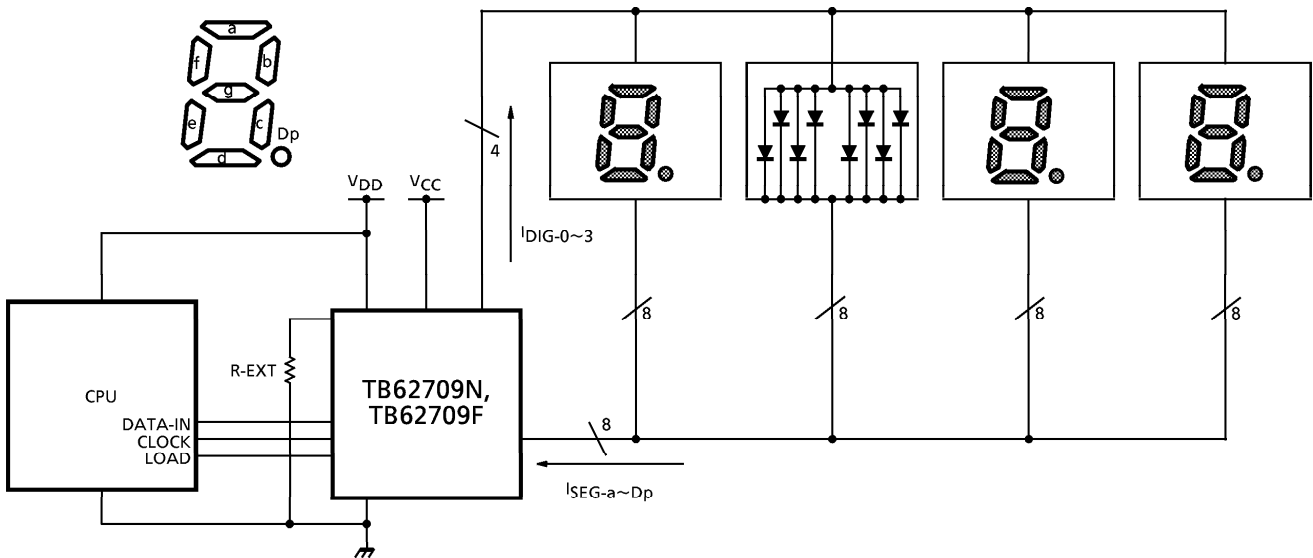 a
f
b
g
e
c
Dp
d
4
VDD
VCC
IDIG-0~3
8
8
8
8
R-EXT
TB62709N,
TB62709F
CPU
DATA-IN
CLOCK
LOAD
8
ISEG-a~Dp